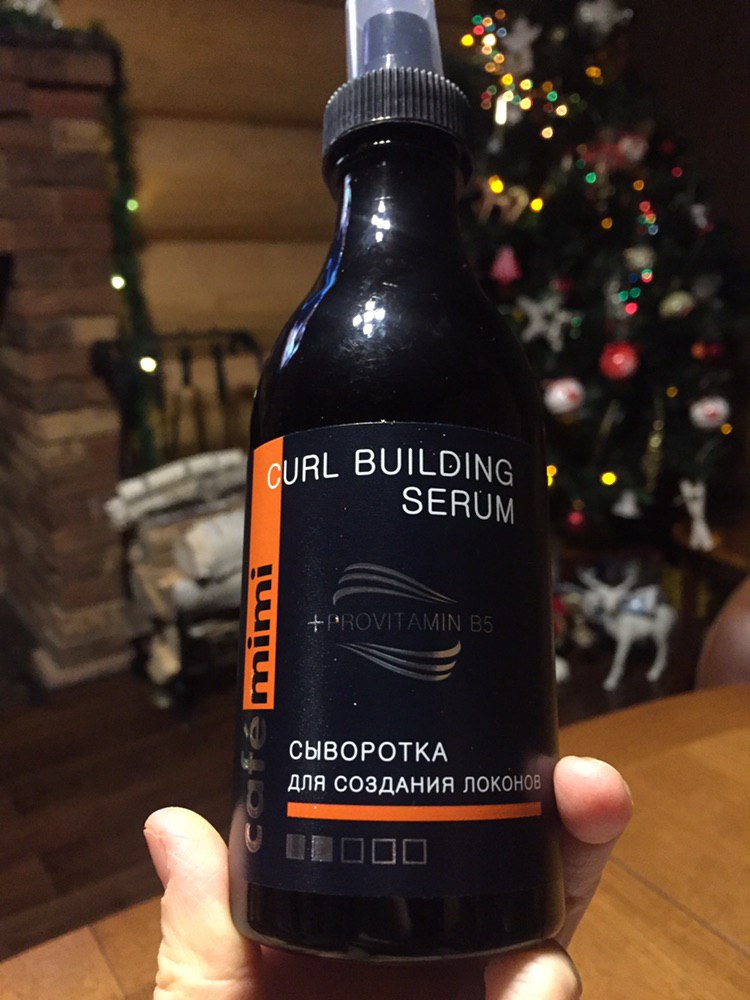 CURL BUILDING
SERUM
+PROVITAMIN B5
café mimi
СЫВОРОТКА
ДЛЯ СОЗДАНИЯ ЛОКОНОВ